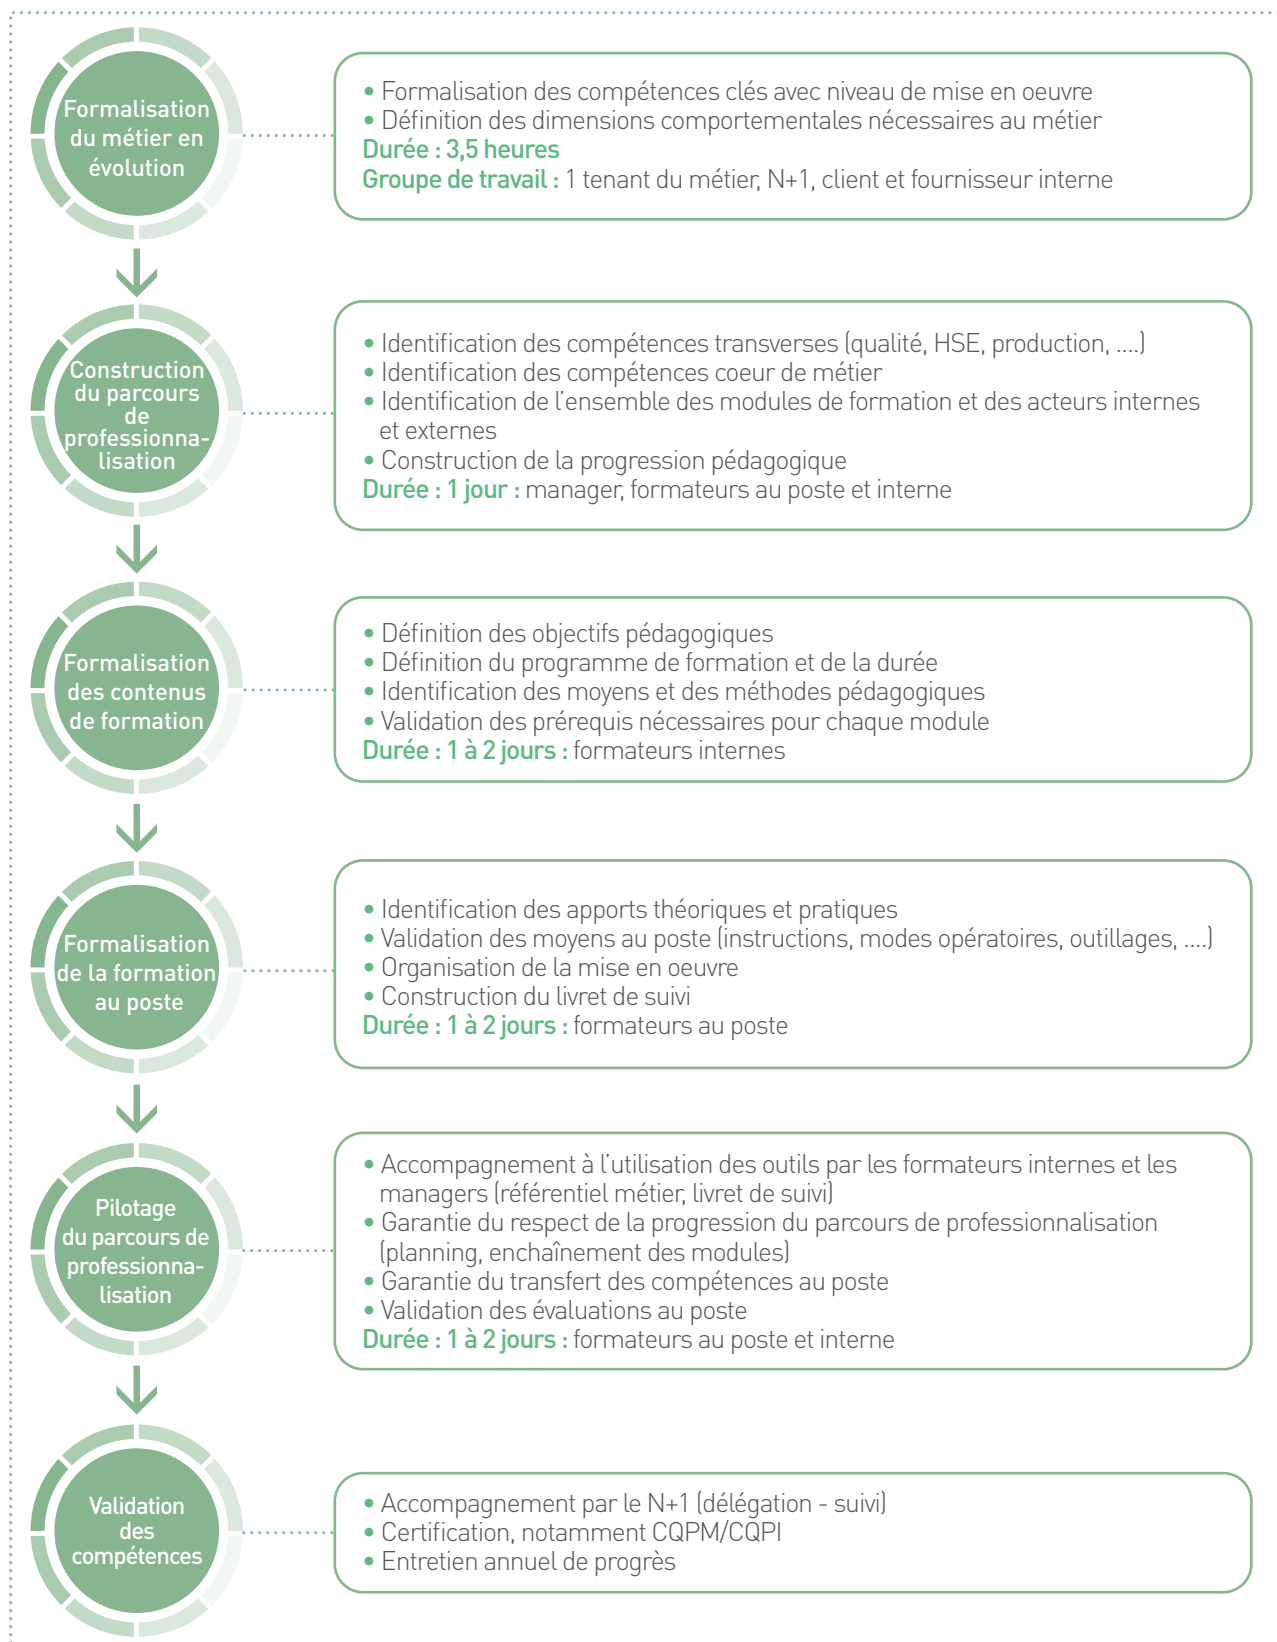 Formalisation
du métier en
évolution
• Formalisation des compétences clés avec niveau de mise en oeuvre
• Définition des dimensions comportementales nécessaires au métier
Durée : 3,5 heures
Groupe de travail : 1 tenant du métier, N+1, client et fournisseur interne
Construction
du parcours
de
professionna-
lisation
• Identification des compétences transverses (qualité, HSE, production, ....)
• Identification des compétences coeur de métier
• Identification de l'ensemble des modules de formation et des acteurs internes
et externes
• Construction de la progression pédagogique
Durée : 1 jour : manager, formateurs au poste et interne
Formalisation
des contenus
de formation
• Définition des objectifs pédagogiques
• Définition du programme de formation et de la durée
• Identification des moyens et des méthodes pédagogiques
• Validation des prérequis nécessaires pour chaque module
Durée : 1 à 2 jours : formateurs internes
Formalisation
de la formation
au poste
• Identification des apports théoriques et pratiques
• Validation des moyens au poste (instructions, modes opératoires, outillages, ....)
• Organisation de la mise en oeuvre
• Construction du livret de suivi
Durée : 1 à 2 jours : formateurs au poste
Pilotage
du parcours de
professionna-
lisation
• Accompagnement à l'utilisation des outils par les formateurs internes et les
managers (référentiel métier, livret de suivi)
• Garantie du respect de la progression du parcours de professionnalisation
(planning, enchaînement des modules)
• Garantie du transfert des compétences au poste
• Validation des évaluations au poste
Durée : 1 à 2 jours : formateurs au poste et interne
Validation
des
compétences
• Accompagnement par le N+1 (délégation - suivi)
• Certification, notamment CQPM/CQPI
• Entretien annuel de progrès